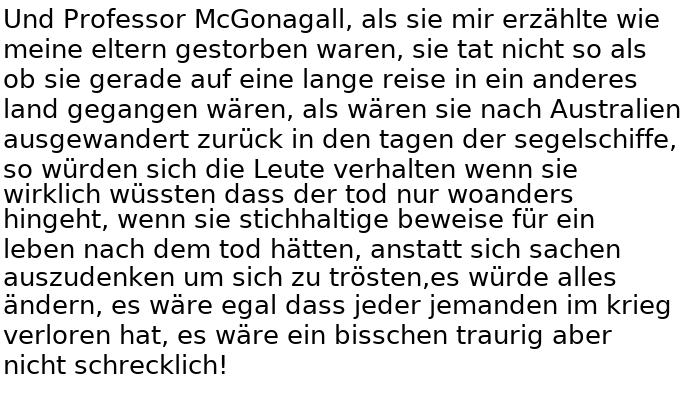 Und Professor McGonagall, als sie mir erzählte wie
meine eltern gestorben waren, sie tat nicht so als
ob sie gerade auf eine lange reise in ein anderes
land gegangen wären, als wären sie nach Australien
ausgewandert zurück in den tagen der segelschiffe,
so würden sich die Leute verhalten wenn sie
wirklich wüssten dass der tod nur woanders
hingeht, wenn sie stichhaltige beweise für ein
leben nach dem tod hätten, anstatt sich sachen
auszudenken um sich zu trösten,es würde alles
ändern, es wäre egal dass jeder jemanden im krieg
verloren hat, es wäre ein bisschen traurig aber
nicht schrecklich!